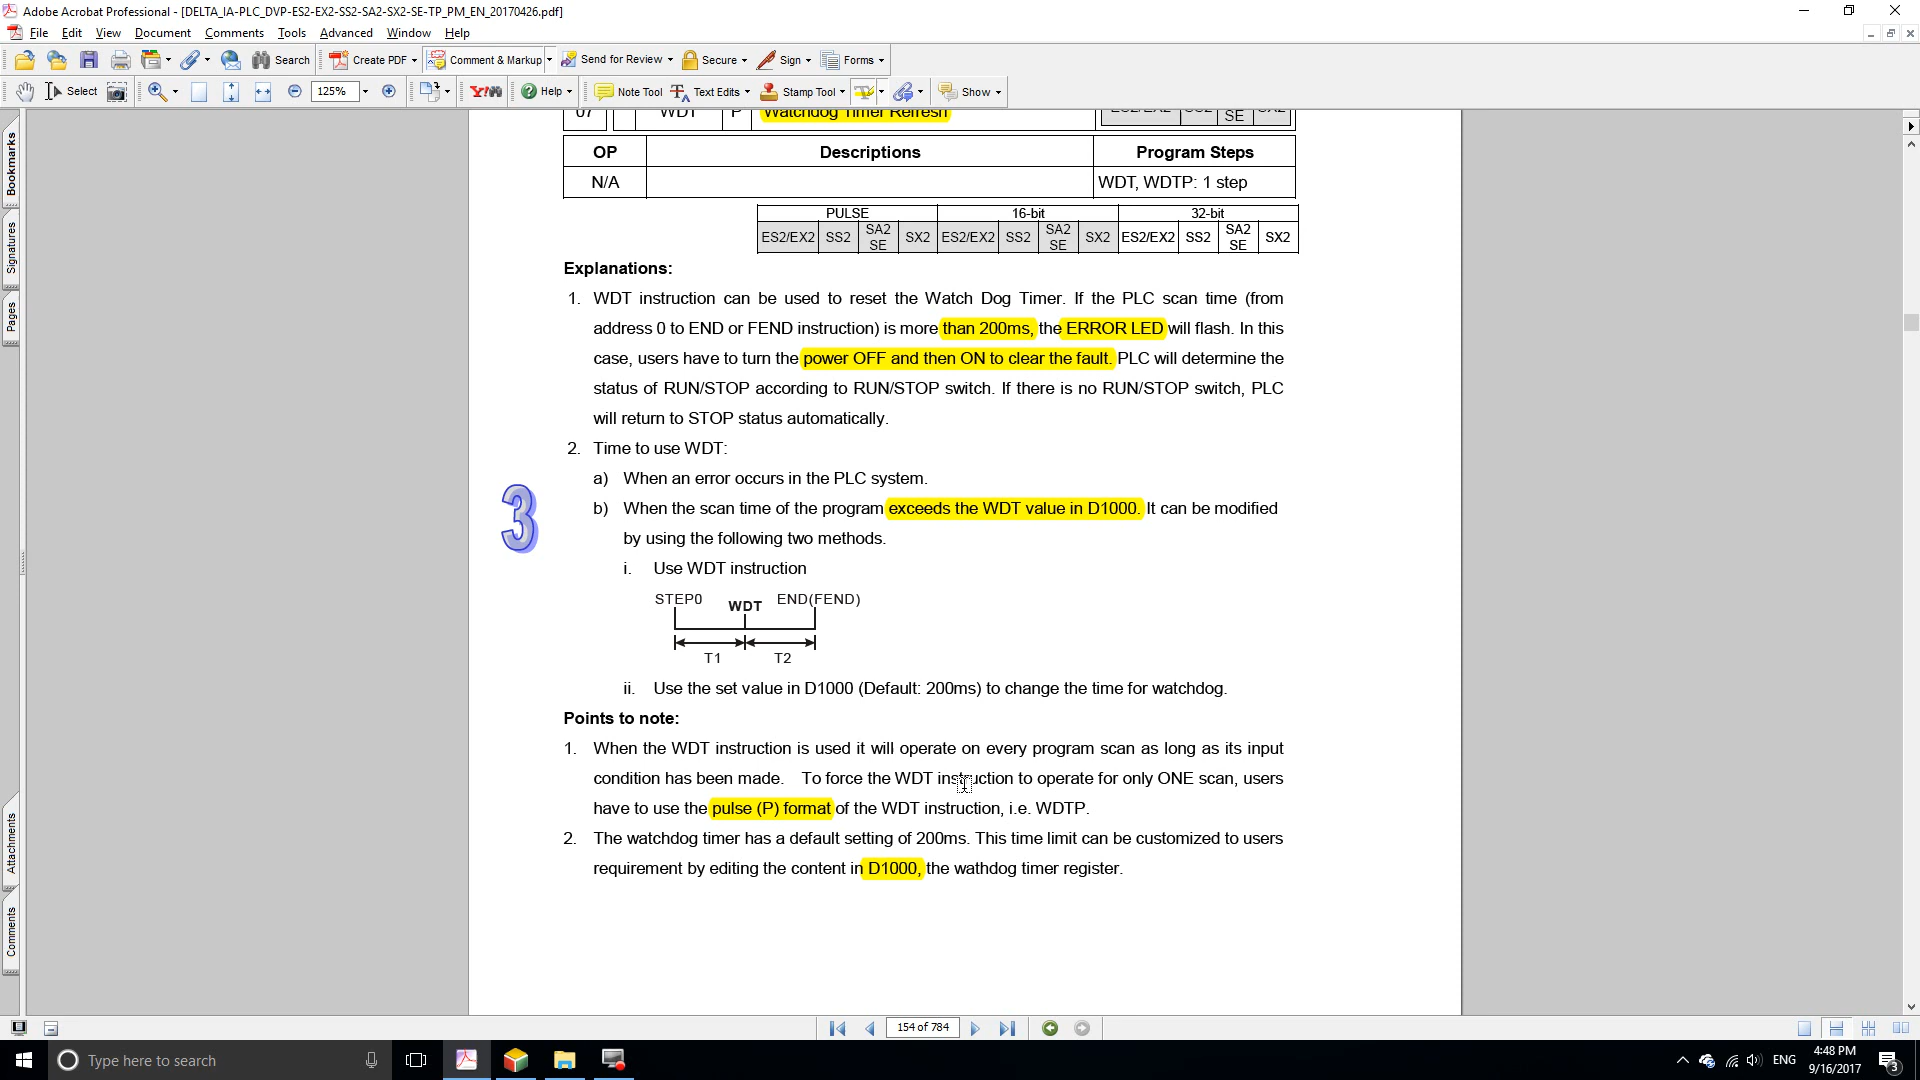 Adobe Acrobat Professional - [DELTA_IA-PLC_DVP-ES2-EX2-SS2-SA2-SX2-SE-TP_PM_EN_20170426.pdf]
File Edit View Document Comments Tools Advanced Window Help
Search Create PDF Comment & Markup Send for Review Secure Sign Forms
Select 125% Y!MJ Help Note Tool Text Edits Stamp Tool Show
Bookmarks
Signatures
Pages
Attachments
Comments
07 WDT P Watchdog Timer Refresh ES2/EX2 SS2 SE SX2
OP Descriptions Program Steps
N/A WDT, WDTP: 1 step
PULSE 16-bit 32-bit
ES2/EX2 SS2 SA2 SE SX2 ES2/EX2 SS2 SA2 SE SX2 ES2/EX2 SS2 SA2 SE SX2
Explanations:
1. WDT instruction can be used to reset the Watch Dog Timer. If the PLC scan time (from
address 0 to END or FEND instruction) is more than 200ms, the ERROR LED will flash. In this
case, users have to turn the power OFF and then ON to clear the fault. PLC will determine the
status of RUN/STOP according to RUN/STOP switch. If there is no RUN/STOP switch, PLC
will return to STOP status automatically.
2. Time to use WDT:
a) When an error occurs in the PLC system.
3
b) When the scan time of the program exceeds the WDT value in D1000. It can be modified
by using the following two methods.
i. Use WDT instruction
STEP0 WDT END(FEND)
T1 T2
ii. Use the set value in D1000 (Default: 200ms) to change the time for watchdog.
Points to note:
1. When the WDT instruction is used it will operate on every program scan as long as its input
condition has been made. To force the WDT instruction to operate for only ONE scan, users
have to use the pulse (P) format of the WDT instruction, i.e. WDTP.
2. The watchdog timer has a default setting of 200ms. This time limit can be customized to users
requirement by editing the content in D1000, the wathdog timer register.
154 of 784
Type here to search
ENG
4:48 PM
9/16/2017
3